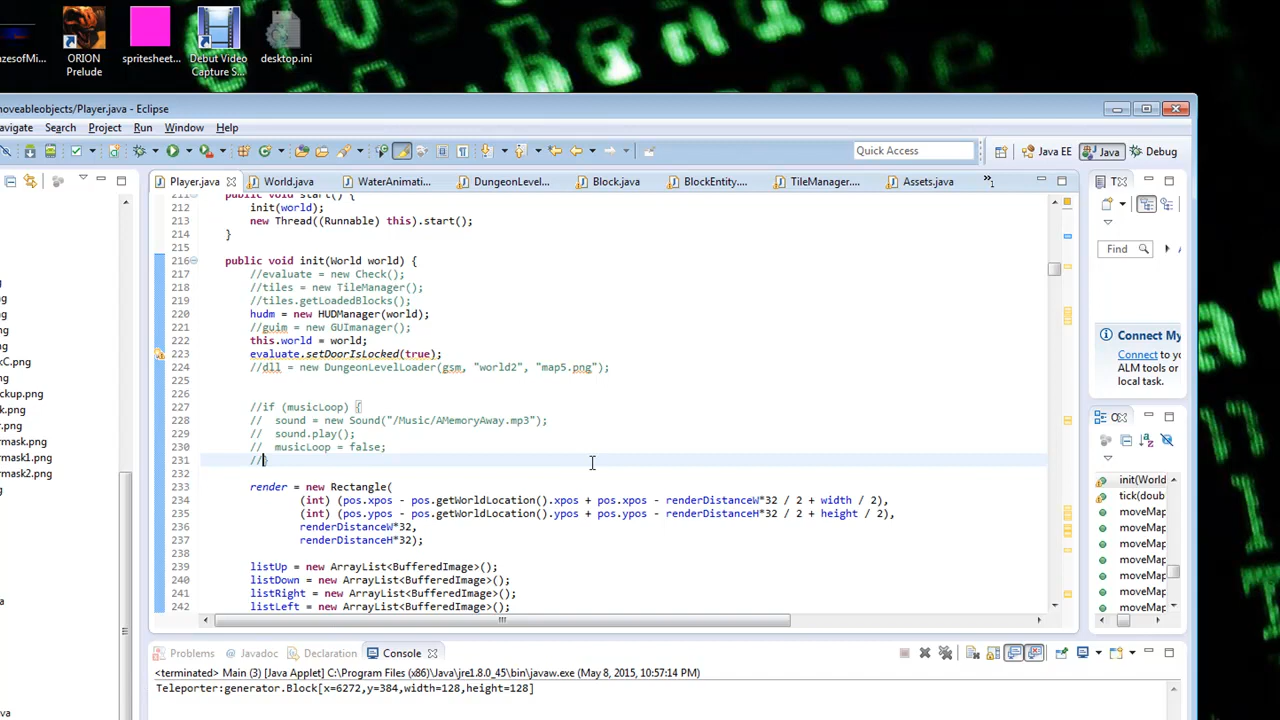 ORION
Prelude
spritesheet...
Debut Video
Capture S...
desktop.ini
moveableobjects/Player.java - Eclipse
Search Project Run Window Help
Quick Access
Java EE
Java
Debug
Player.java
World.java
WaterAnimati...
DungeonLevel...
Block.java
BlockEntity....
TileManager....
Assets.java
212 init(world);
213 new Thread((Runnable) this).start();
214 }
215
216 public void init(World world) {
217 //evaluate = new Check();
218 //tiles = new TileManager();
219 //tiles.getLoadedBlocks();
220 hudm = new HUDManager(world);
221 //guim = new GUImanager();
222 this.world = world;
223 evaluate.setDoorIsLocked(true);
224 //dll = new DungeonLevelLoader(gsm, "world2", "map5.png");
225
226
227 //if (musicLoop) {
228 // sound = new Sound("/Music/AMemoryAway.mp3");
229 // sound.play();
230 // musicLoop = false;
231 //}
232
233 render = new Rectangle(
234 (int) (pos.xpos - pos.getWorldLocation().xpos + pos.xpos - renderDistanceW*32 / 2 + width / 2),
235 (int) (pos.ypos - pos.getWorldLocation().ypos + pos.ypos - renderDistanceH*32 / 2 + height / 2),
236 renderDistanceW*32,
237 renderDistanceH*32);
238
239 listUp = new ArrayList<BufferedImage>();
240 listDown = new ArrayList<BufferedImage>();
241 listRight = new ArrayList<BufferedImage>();
242 listLeft = new ArrayList<BufferedImage>();
Find
Connect My
Connect to yo
ALM tools or
local task.
init(World
tick(doub
moveMap
moveMap
moveMap
moveMap
moveMap
moveMap
moveMap
Problems
Javadoc
Declaration
Console
<terminated> Main (3) [Java Applet] C:\Program Files\Java\jre1.8.0_45\bin\javaw.exe (May 8, 2015, 10:57:14 PM)
Teleporter:generator.Block[x=6272,y=384,width=128,height=128]